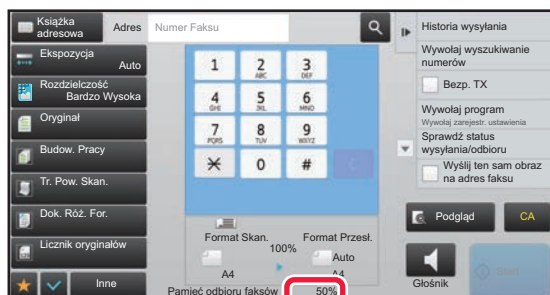 Książka
adresowa
Adres
Numer Faksu
Ekspozycja
Auto
Rozdzielczość
Bardzo Wysoka
Oryginał
Budow. Pracy
Tr. Pow. Skan.
Dok. Róż. For.
Licznik oryginałów
Inne
1
2
ABC
3
DEF
4
GHI
5
JKL
6
MNO
7
PQRS
8
TUV
9
WXYZ
0
#
C
Format Skan.
100%
Format Przesł.
A4
Auto
A4
Pamięć odbioru faksów
50%
Historia wysyłania
Wywołaj wyszukiwanie
numerów
Bezp. TX
Wywołaj program
Wywołaj zarejestr. ustawienia
Sprawdź status
wysyłania/odbioru
Wyślij ten sam obraz
na adres faksu
Podgląd
CA
Głośnik
Start